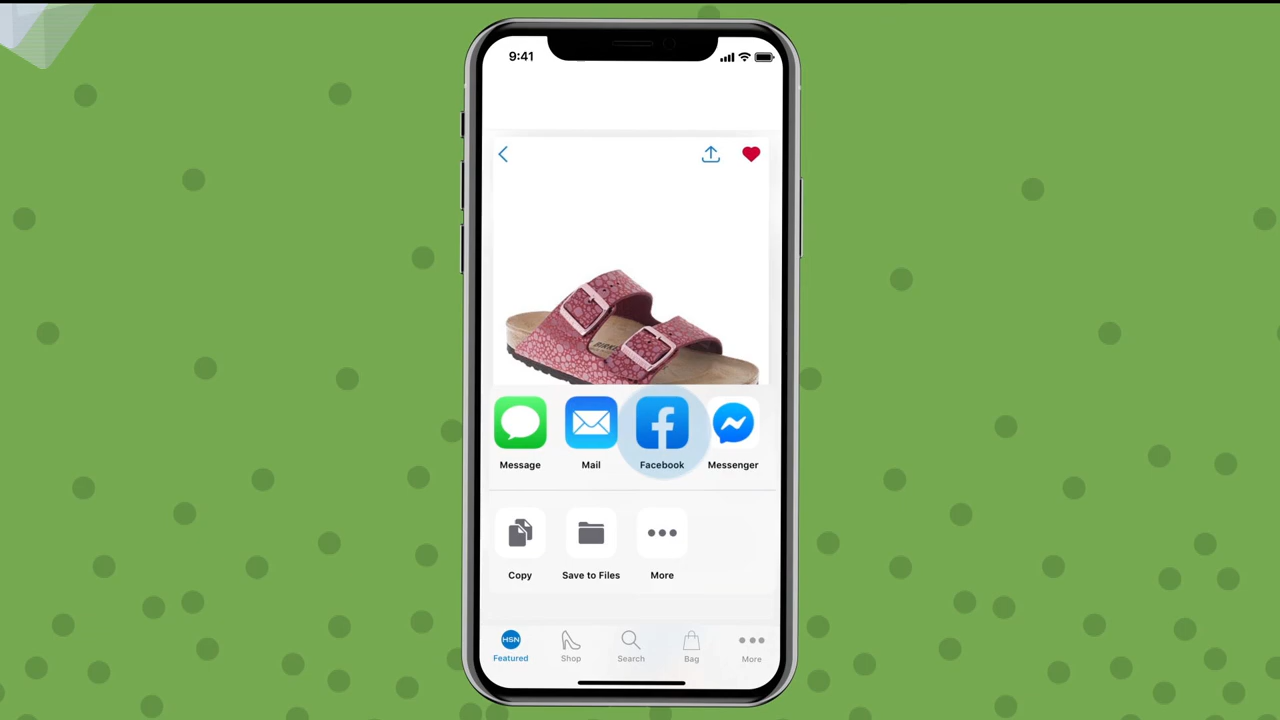 9:41
Message
Mail
Facebook
Messenger
Copy
Save to Files
More
HSN
Featured
Shop
Search
Bag
More